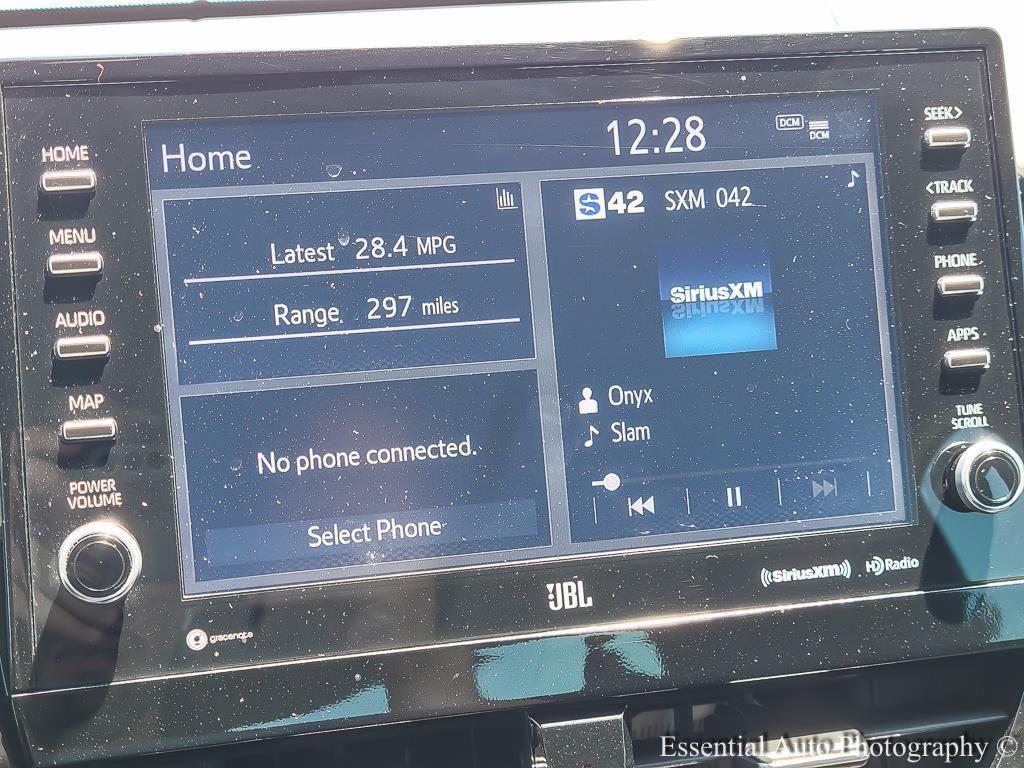 HOME
MENU
AUDIO
MAP
POWER
VOLUME
Home
12:28
DCM
DCM
Latest 28.4 MPG
Range 297 miles
No phone connected.
Select Phone
S 42 SXM 042
SiriusXM
Onyx
Slam
SEEK>
<TRACK
PHONE
APPS
TUNE
SCROLL
gracenote
JBL
((SiriusXM))
HD Radio
Essential Auto Photography ©